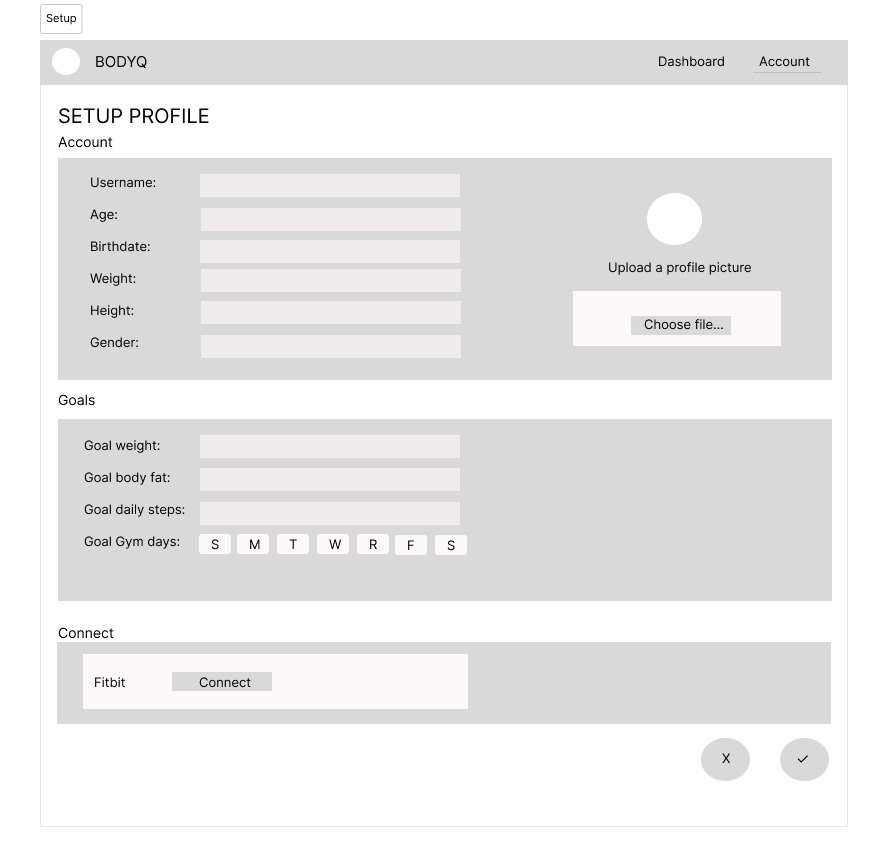 Setup
BODYQ
Dashboard
Account
SETUP PROFILE
Account
Username:
Age:
Birthdate:
Weight:
Height:
Gender:
Upload a profile picture
Choose file...
Goals
Goal weight:
Goal body fat:
Goal daily steps:
Goal Gym days: S M T W R F S
Connect
Fitbit Connect
X ✓